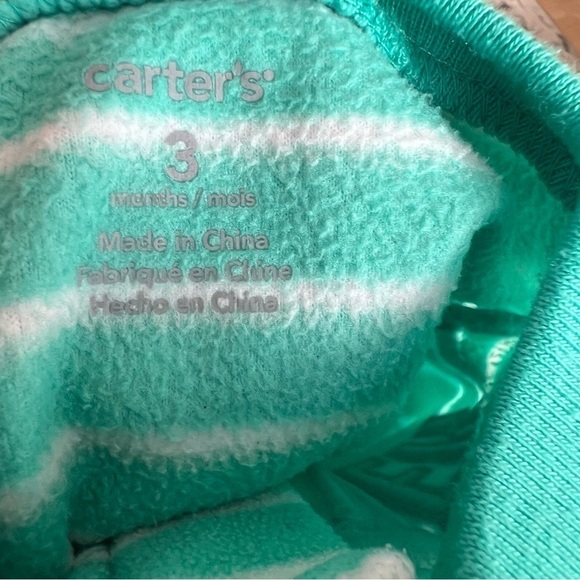 carter's
3
months / mois
Made in China
Fabriqué en Chine
Hecho en China